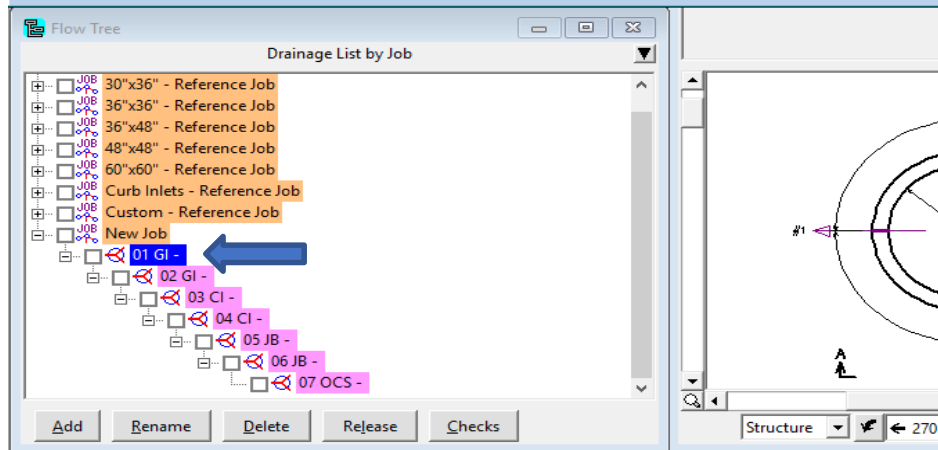 Flow Tree
Drainage List by Job
JOB 30"x36" - Reference Job
JOB 36"x36" - Reference Job
JOB 36"x48" - Reference Job
JOB 48"x48" - Reference Job
JOB 60"x60" - Reference Job
JOB Curb Inlets - Reference Job
JOB Custom - Reference Job
JOB New Job
01 GI -
02 GI -
03 CI -
04 CI -
05 JB -
06 JB -
07 OCS -
Add Rename Delete Release Checks
#1
A
Structure 270